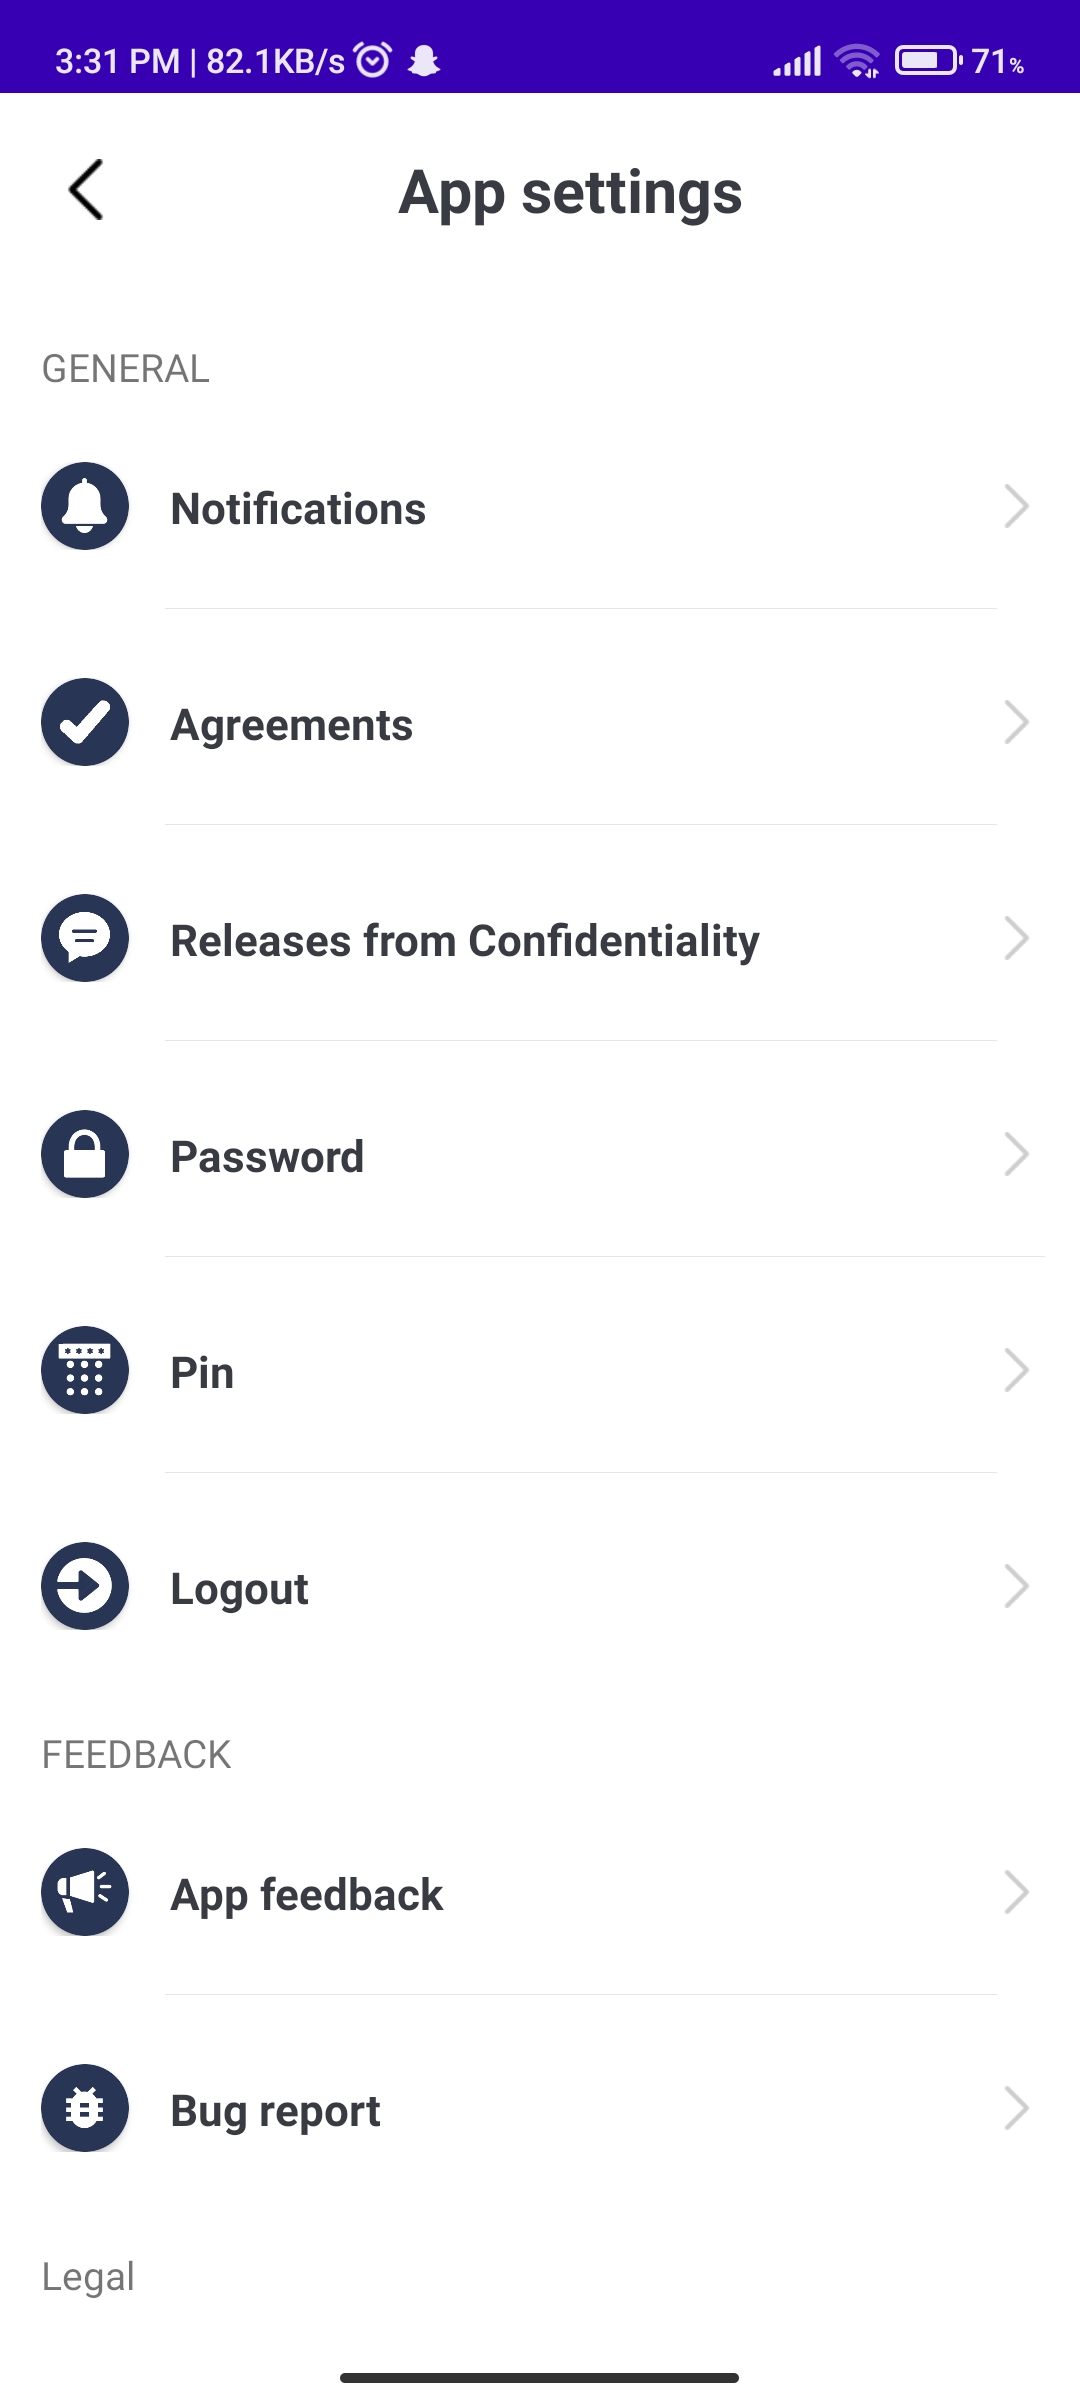 3:31 PM | 82.1KB/s 71%
App settings
GENERAL
Notifications
Agreements
Releases from Confidentiality
Password
Pin
Logout
FEEDBACK
App feedback
Bug report
Legal